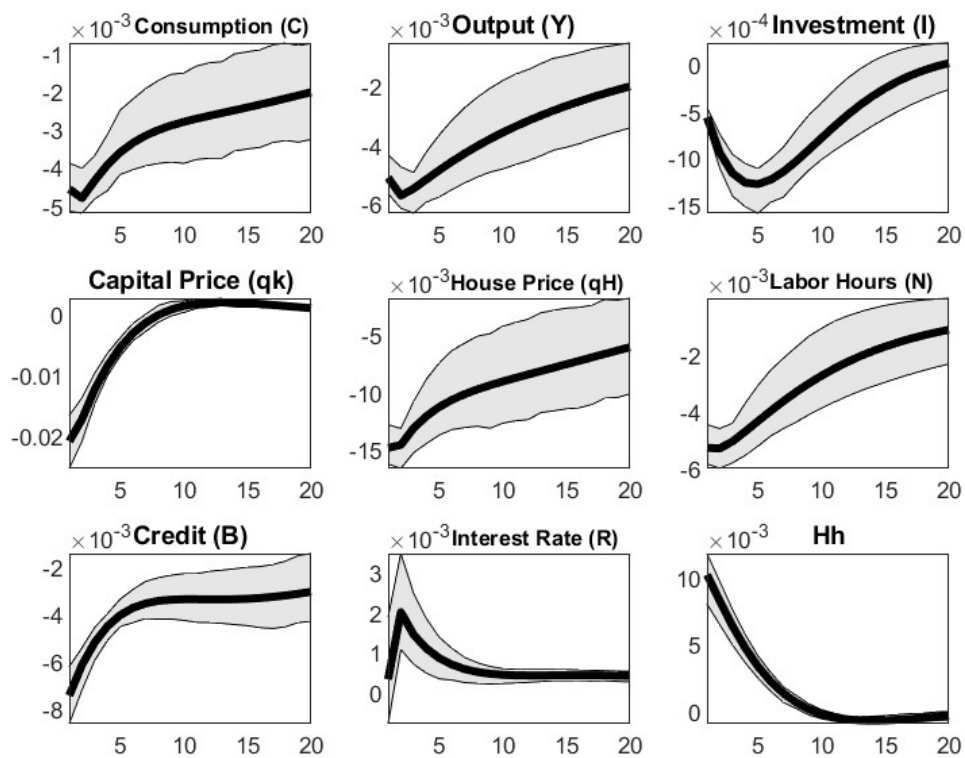 ×10⁻³ Consumption (C)
-1
-2
-3
-4
-5
5 10 15 20
×10⁻³ Output (Y)
-2
-4
-6
5 10 15 20
×10⁻⁴ Investment (I)
0
-5
-10
-15
5 10 15 20
Capital Price (qk)
0
-0.01
-0.02
5 10 15 20
×10⁻³ House Price (qH)
-5
-10
-15
5 10 15 20
×10⁻³ Labor Hours (N)
-2
-4
-6
5 10 15 20
×10⁻³ Credit (B)
-2
-4
-6
-8
5 10 15 20
×10⁻³ Interest Rate (R)
3
2
1
0
5 10 15 20
×10⁻³ Hh
10
5
0
5 10 15 20